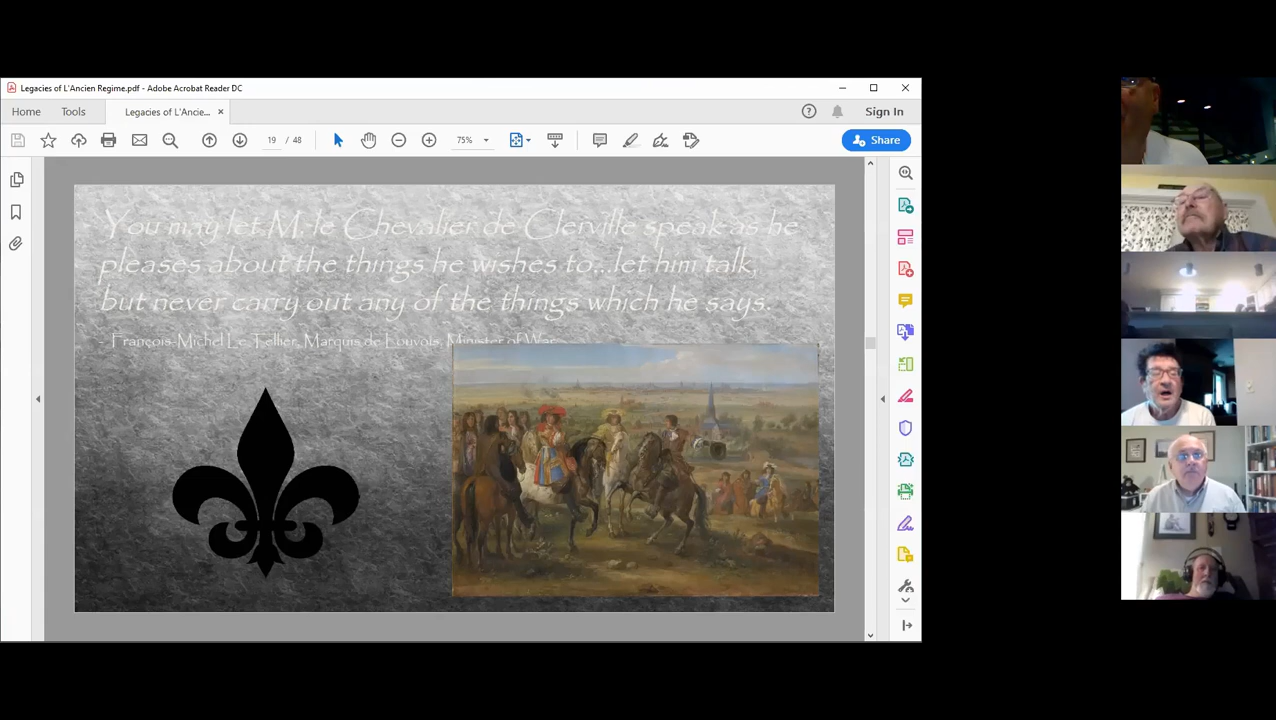 Legacies of L'Ancien Regime.pdf - Adobe Acrobat Reader DC
Home Tools Legacies of L'Ancie... × Sign In
19 / 48 75% Share
You may let M. le Chevalier de Clerville speak as he
pleases about the things he wishes to...let him talk,
but never carry out any of the things which he says.
- François-Michel Le Tellier, Marquis de Louvois, Minister of War